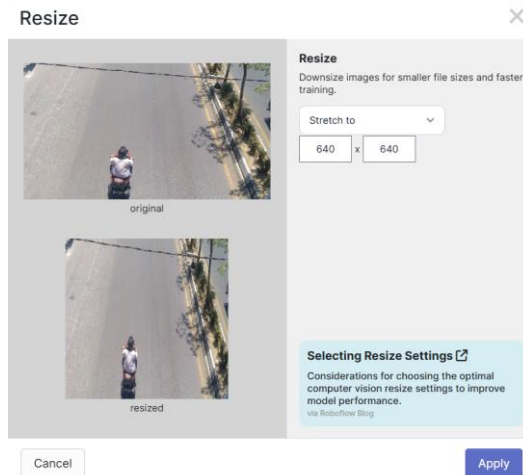 Resize
original
resized
Resize
Downsize images for smaller file sizes and faster
training.
Stretch to
640 x 640
Selecting Resize Settings
Considerations for choosing the optimal
computer vision resize settings to improve
model performance.
via Roboflow Blog
Cancel
Apply